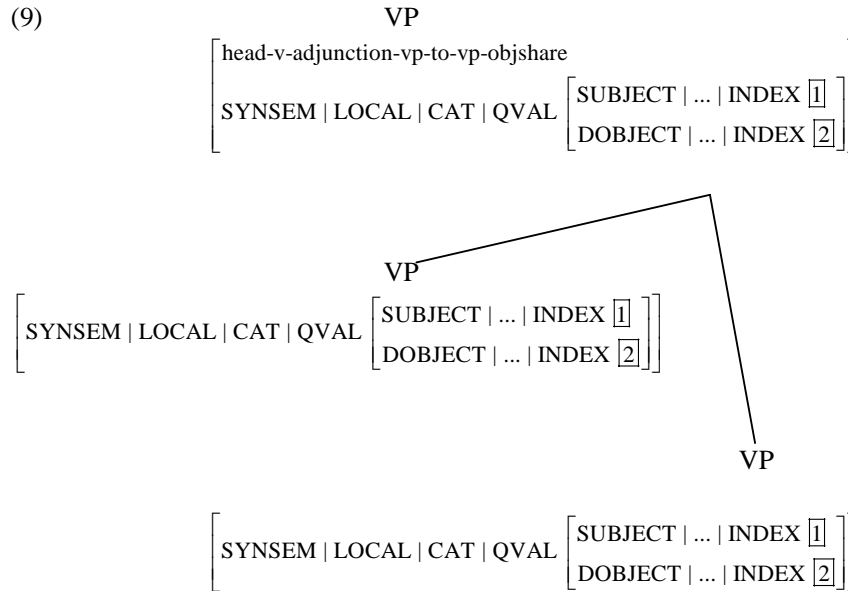 (9) VP
head-v-adjunction-vp-to-vp-objshare
SYNSEM | LOCAL | CAT | QVAL [SUBJECT | ... | INDEX 1
DOBJECT | ... | INDEX 2]
VP
SYNSEM | LOCAL | CAT | QVAL [SUBJECT | ... | INDEX 1
DOBJECT | ... | INDEX 2]
VP
SYNSEM | LOCAL | CAT | QVAL [SUBJECT | ... | INDEX 1
DOBJECT | ... | INDEX 2]